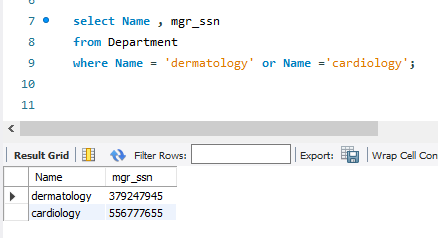 7 select Name , mgr_ssn
8 from Department
9 where Name = 'dermatology' or Name ='cardiology';
10
11
Result Grid Filter Rows: Export: Wrap Cell Con
Name mgr_ssn
dermatology 379247945
cardiology 556777655